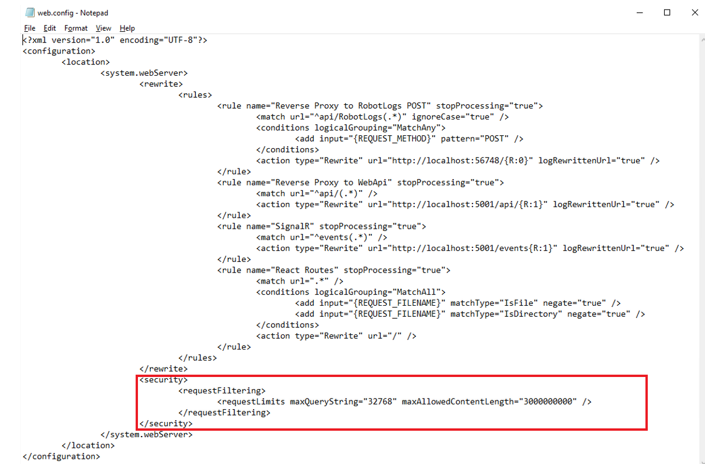 web.config - Notepad
File Edit Format View Help
<?xml version="1.0" encoding="UTF-8"?>
<configuration>
<location>
<system.webServer>
<rewrite>
<rules>
<rule name="Reverse Proxy to RobotLogs POST" stopProcessing="true">
<match url="^api/RobotLogs(.*)" ignoreCase="true" />
<conditions logicalGrouping="MatchAny">
<add input="{REQUEST_METHOD}" pattern="POST" />
</conditions>
<action type="Rewrite" url="http://localhost:56748/{R:0}" logRewrittenUrl="true" />
</rule>
<rule name="Reverse Proxy to WebApi" stopProcessing="true">
<match url="^api/(.*)" />
<action type="Rewrite" url="http://localhost:5001/api/{R:1}" logRewrittenUrl="true" />
</rule>
<rule name="SignalR" stopProcessing="true">
<match url="^events(.*)" />
<action type="Rewrite" url="http://localhost:5001/events{R:1}" logRewrittenUrl="true" />
</rule>
<rule name="React Routes" stopProcessing="true">
<match url=".*" />
<conditions logicalGrouping="MatchAll">
<add input="{REQUEST_FILENAME}" matchType="IsFile" negate="true" />
<add input="{REQUEST_FILENAME}" matchType="IsDirectory" negate="true" />
</conditions>
<action type="Rewrite" url="/" />
</rule>
</rules>
</rewrite>
<security>
<requestFiltering>
<requestLimits maxQueryString="32768" maxAllowedContentLength="3000000000" />
</requestFiltering>
</security>
</system.webServer>
</location>
</configuration>